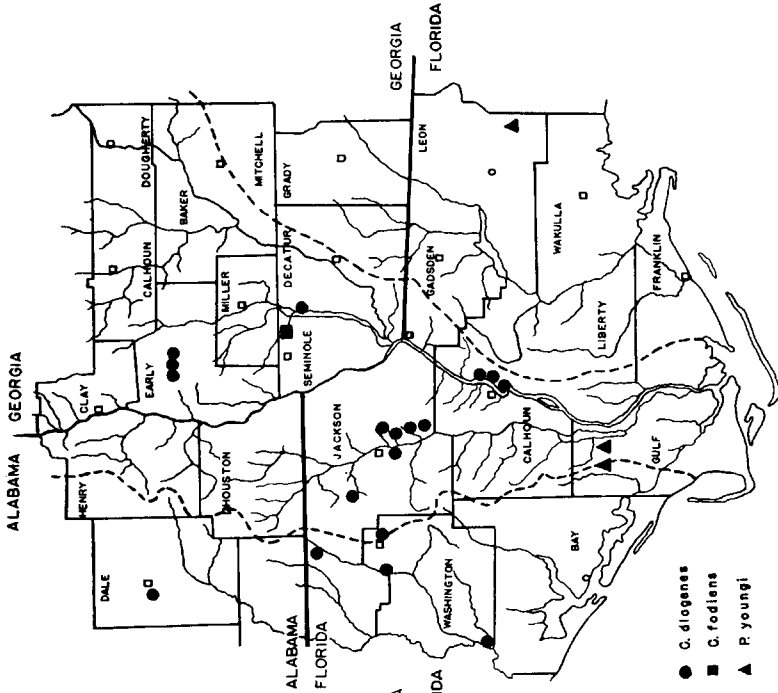 ALABAMA
GEORGIA
CLAY
CALHOUN
DOUGHERTY
HENRY
EARLY
BAKER
DALE
MILLER
MITCHELL
HOUSTON
DECATUR
GRADY
SEMINOLE
ALABAMA
FLORIDA
GEORGIA
FLORIDA
JACKSON
GADSDEN
LEON
WASHINGTON
CALHOUN
LIBERTY
WAKULLA
BAY
GULF
FRANKLIN
C. diogenes
C. fodiens
P. youngi